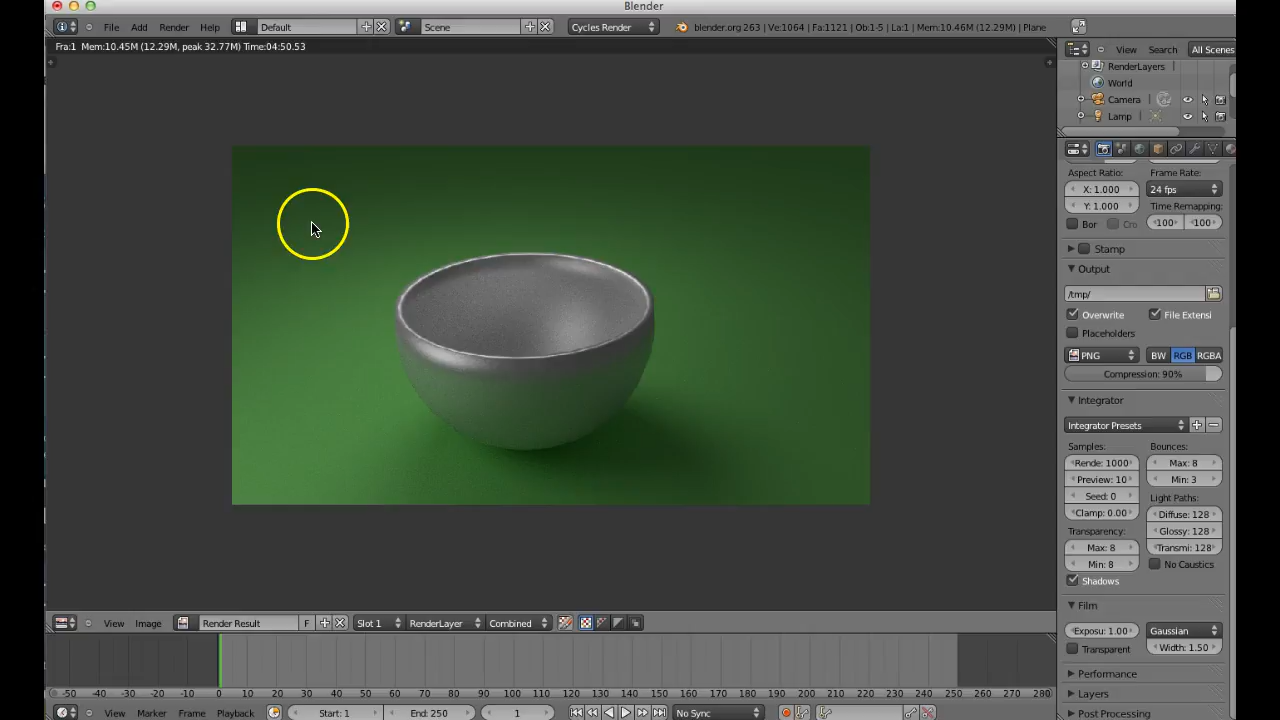 Blender
File Add Render Help Default Scene Cycles Render blender.org 263 | Ve:1064 | Fa:1121 | Ob:1-5 | La:1 | Mem:10.46M (12.29M) | Plane
Fra:1 Mem:10.45M (12.29M, peak 32.77M) Time:04:50.53
View Search All Scenes
RenderLayers
World
Camera
Lamp
Aspect Ratio: Frame Rate:
X: 1.000 24 fps
Y: 1.000 Time Remapping:
Bor Cro 100 100
Stamp
Output
/tmp/
Overwrite File Extensi
Placeholders
PNG BW RGB RGBA
Compression: 90%
Integrator
Integrator Presets
Samples: Bounces:
Rende: 1000 Max: 8
Preview: 10 Min: 3
Seed: 0 Light Paths:
Clamp: 0.00 Diffuse: 128
Transparency: Glossy: 128
Max: 8 Transmi: 128
Min: 8 No Caustics
Shadows
Film
Exposu: 1.00 Gaussian
Transparent Width: 1.50
Performance
Layers
Post Processing
View Image Render Result F Slot 1 RenderLayer Combined
-50 -40 -30 -20 -10 0 10 20 30 40 50 60 70 80 90 100 110 120 130 140 150 160 170 180 190 200 210 220 230 240 250 260 270 280
View Marker Frame Playback Start: 1 End: 250 1 No Sync